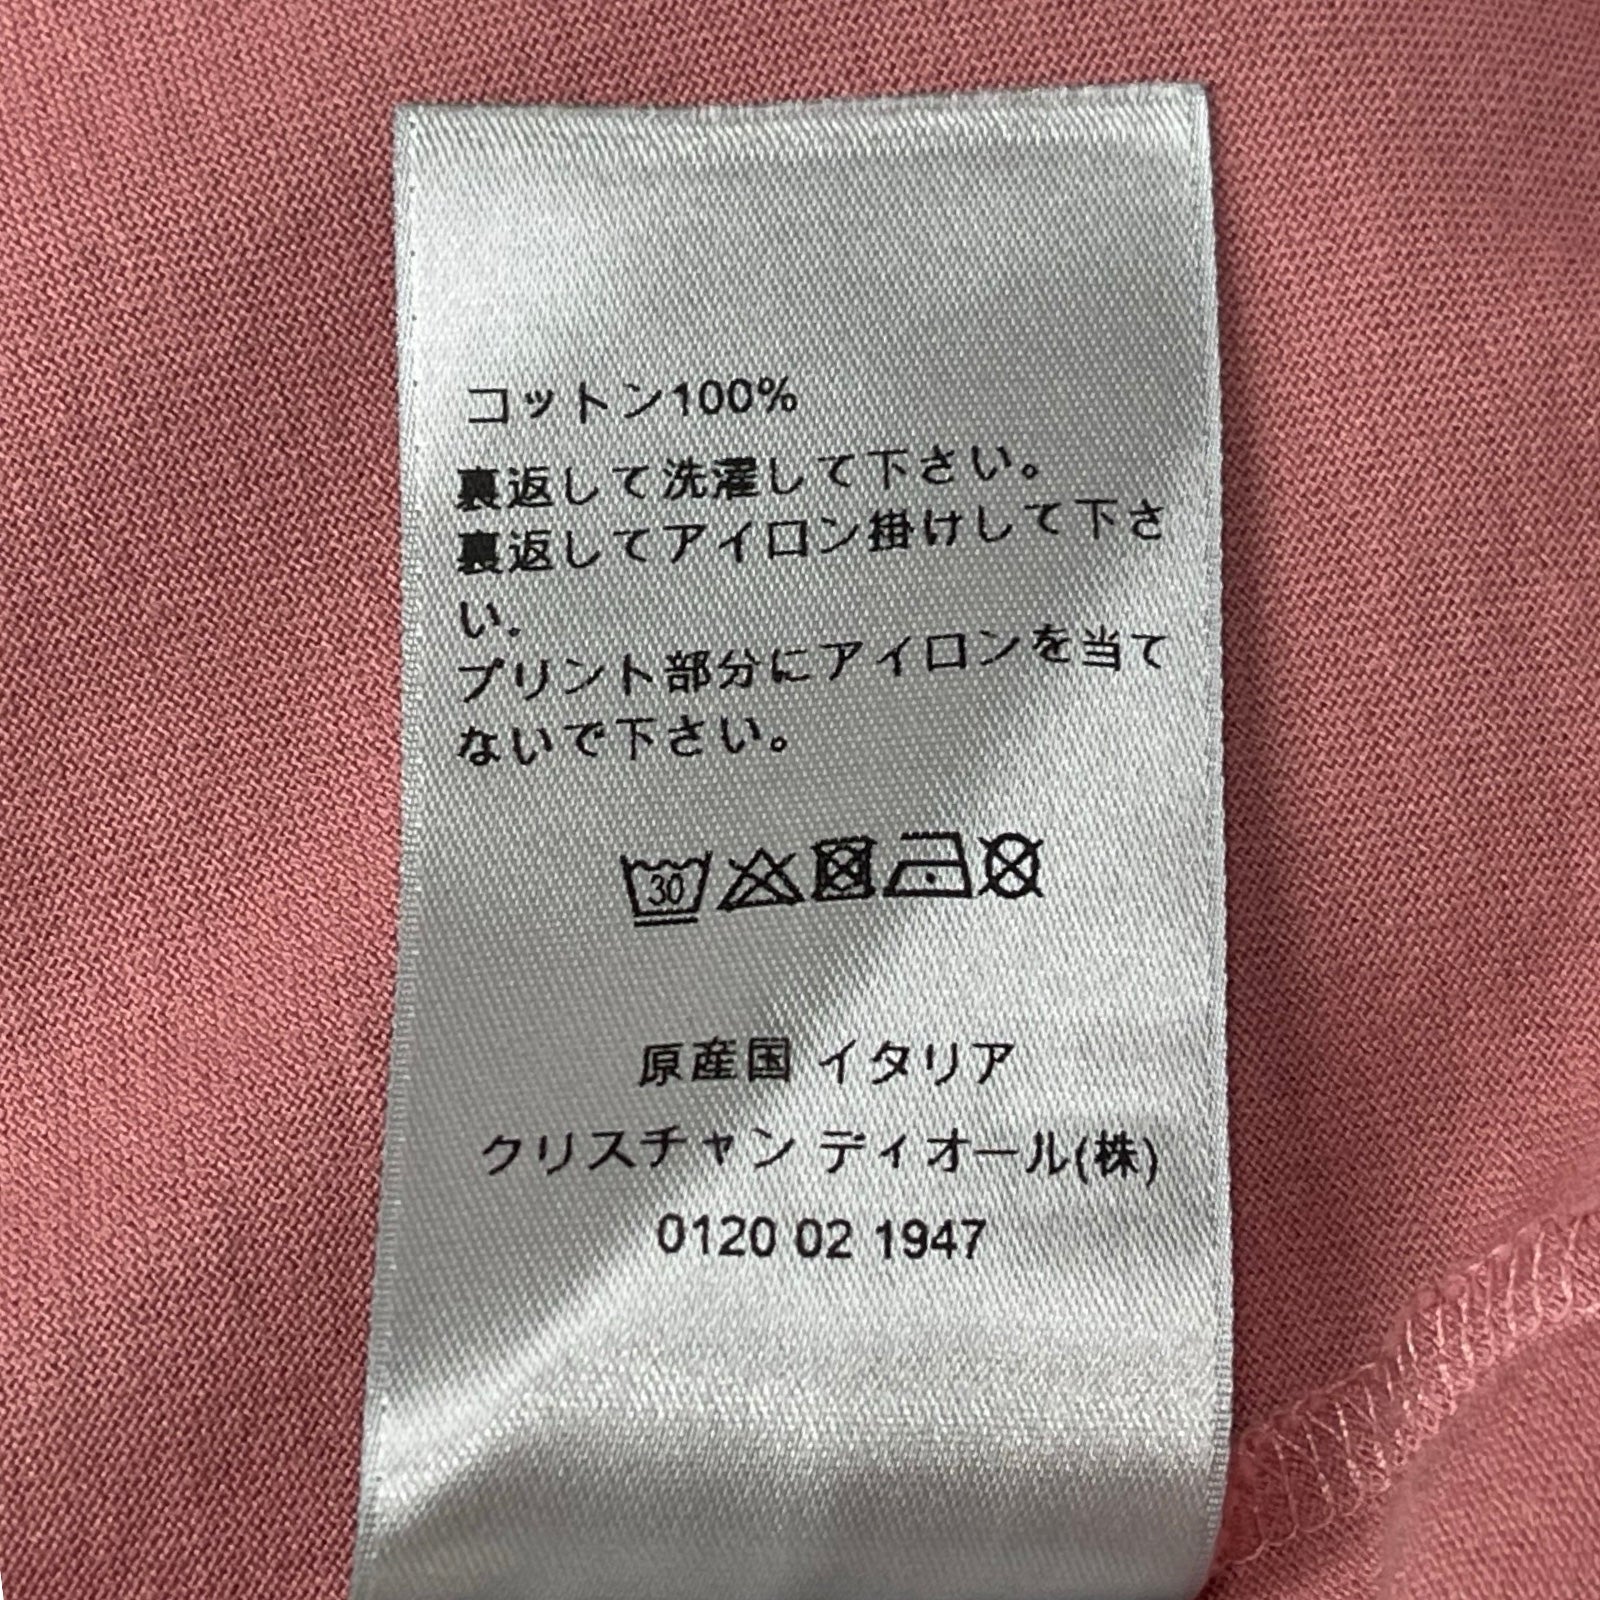 コットン100%
裏返して洗濯して下さい。
裏返してアイロン掛けして下さ
い。
プリント部分にアイロンを当て
ないで下さい。
30
原産国 イタリア
クリスチャン ディオール(株)
0120 02 1947